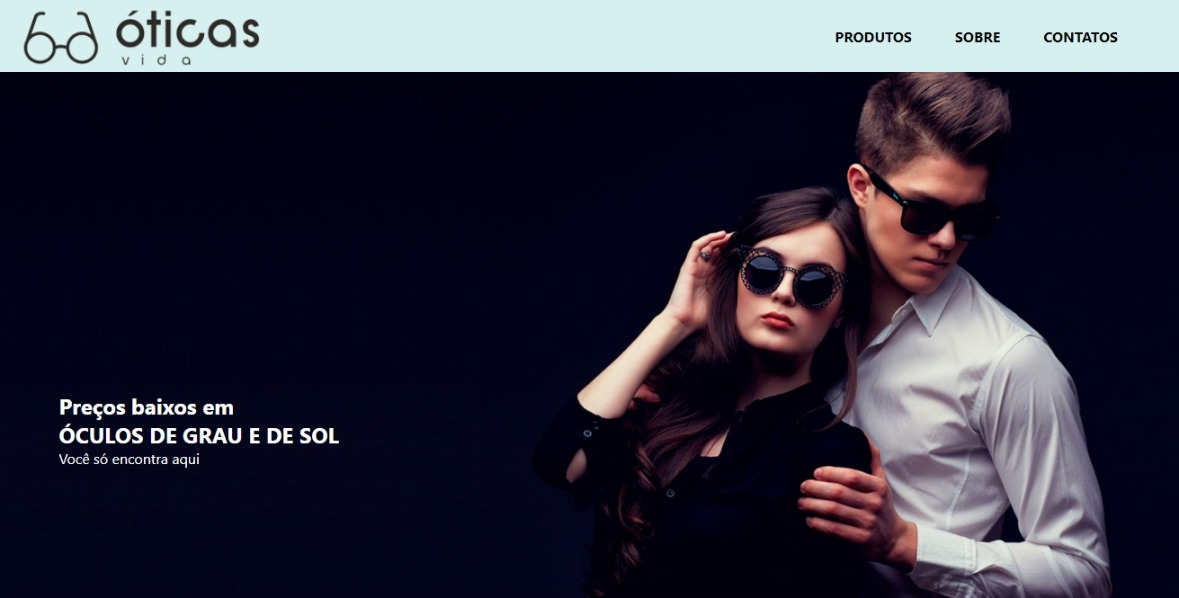 óticas
vida
PRODUTOS SOBRE CONTATOS
Preços baixos em
ÓCULOS DE GRAU E DE SOL
Você só encontra aqui